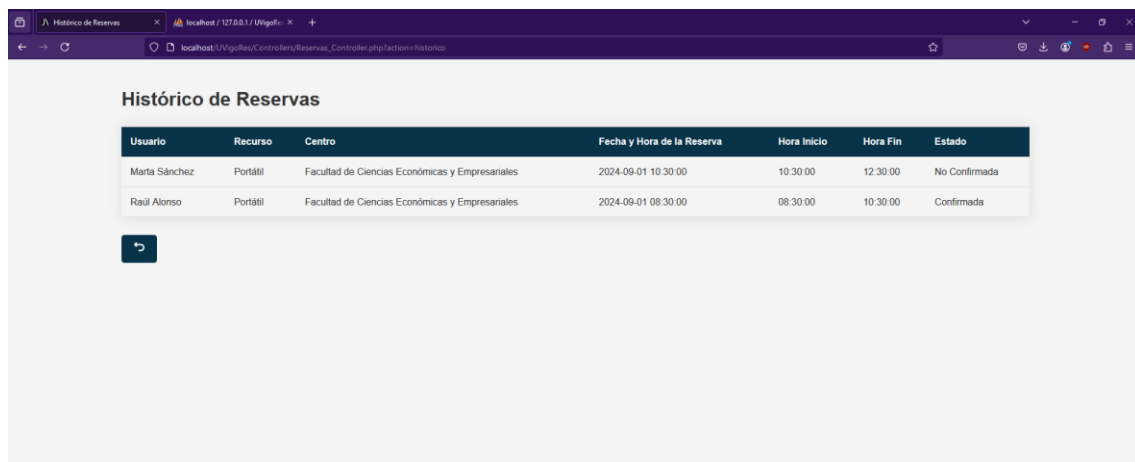 Histórico de Reservas
localhost / 127.0.0.1 / UVigoRes
localhost/UVigoRes/Controllers/Reservas_Controller.php?action=historico
Histórico de Reservas
Usuario Recurso Centro Fecha y Hora de la Reserva Hora Inicio Hora Fin Estado
Marta Sánchez Portátil Facultad de Ciencias Económicas y Empresariales 2024-09-01 10:30:00 10:30:00 12:30:00 No Confirmada
Raúl Alonso Portátil Facultad de Ciencias Económicas y Empresariales 2024-09-01 08:30:00 08:30:00 10:30:00 Confirmada